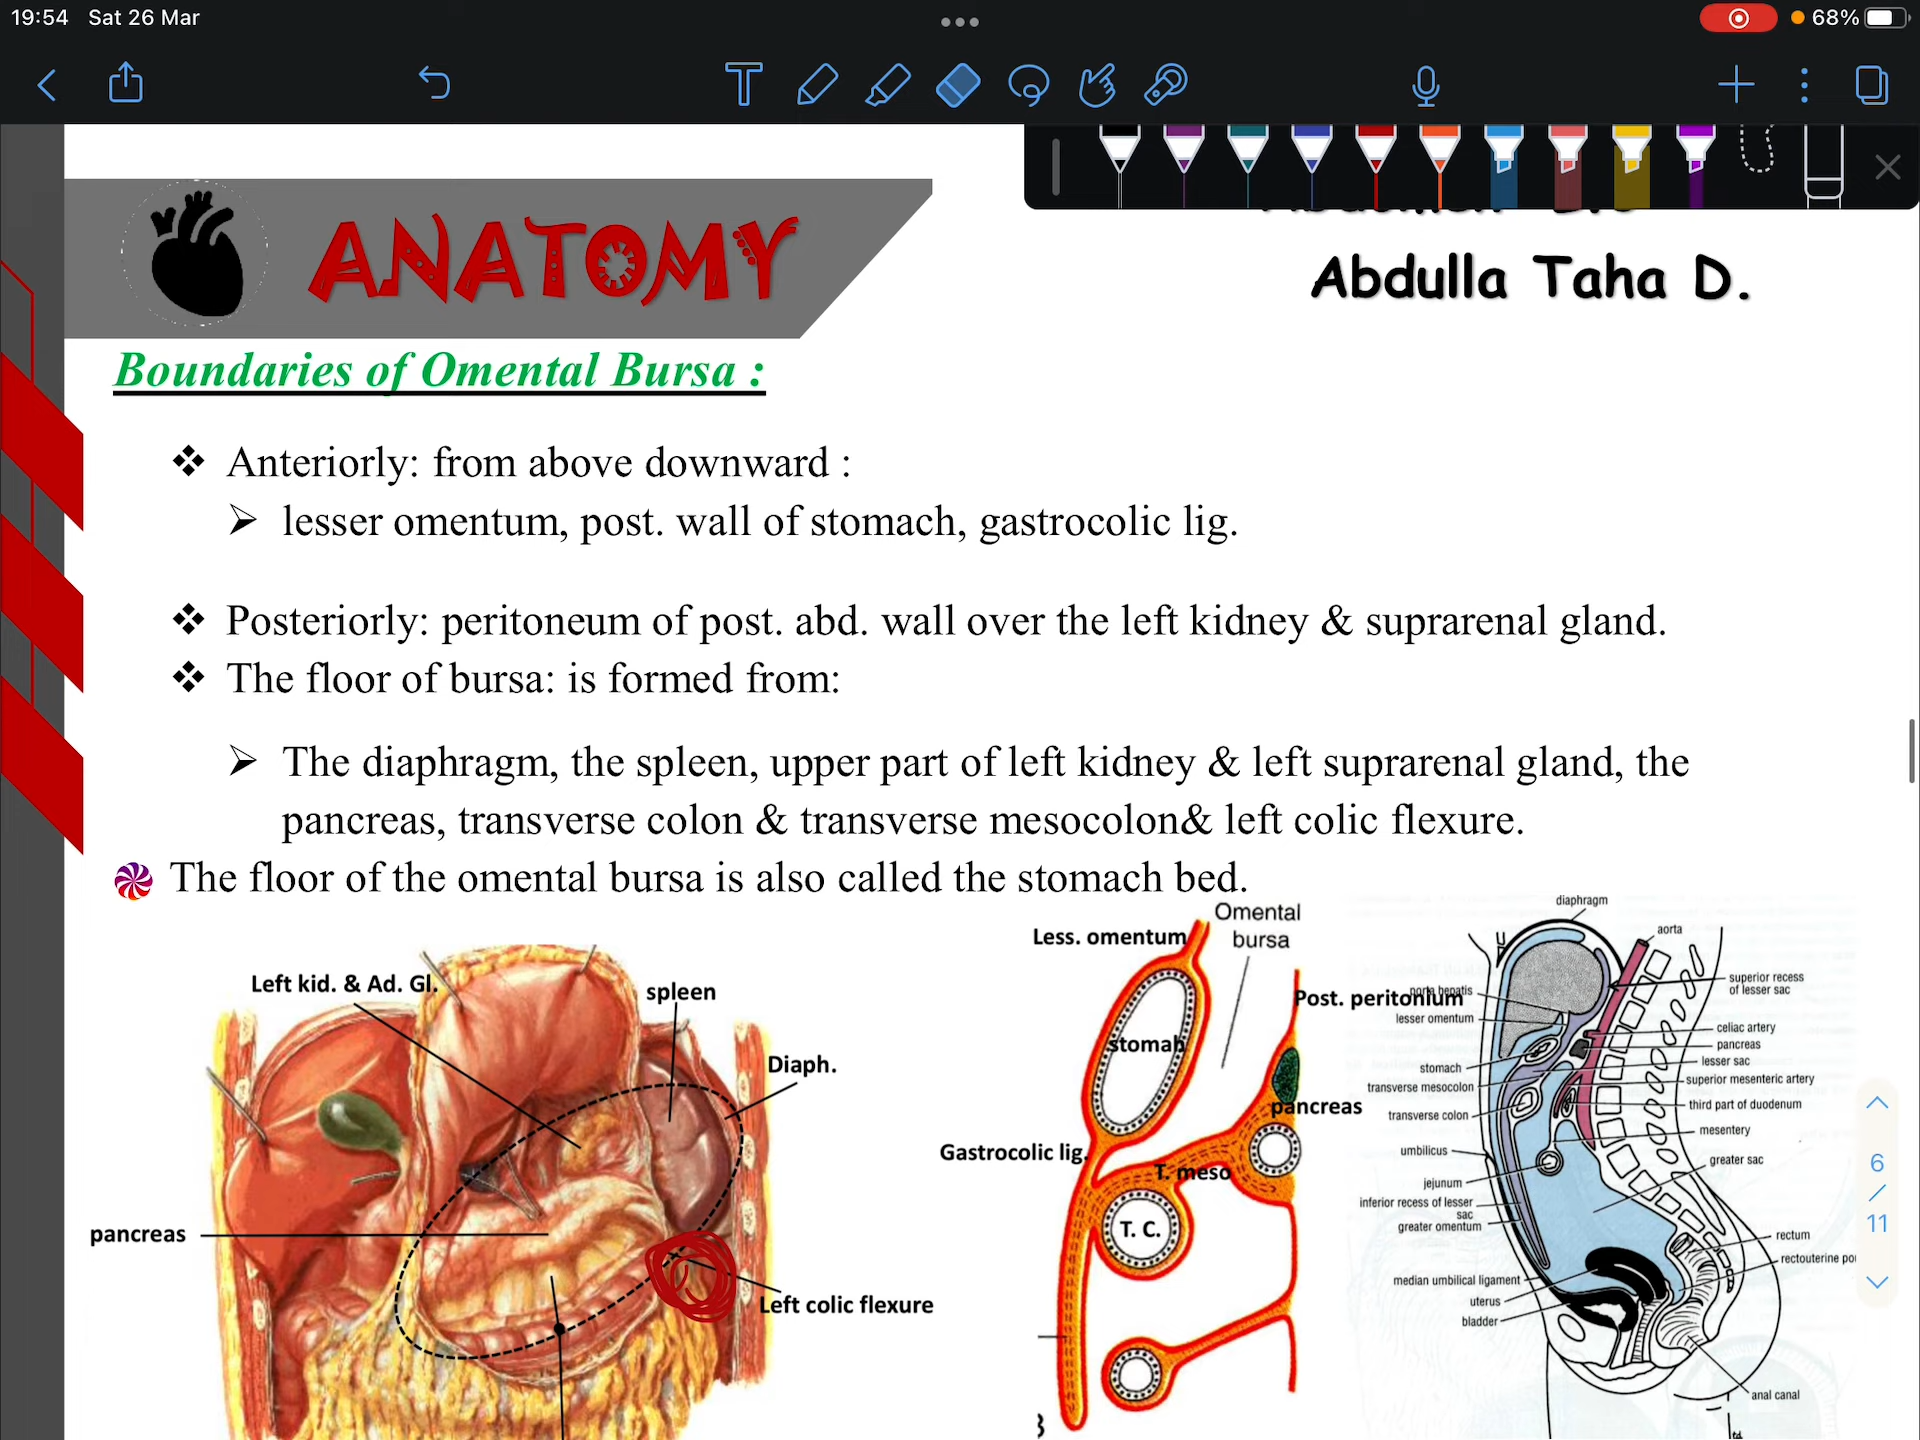 19:54 Sat 26 Mar
68%
ANATOMY
Abdulla Taha D.
Boundaries of Omental Bursa :
Anteriorly: from above downward :
lesser omentum, post. wall of stomach, gastrocolic lig.
Posteriorly: peritoneum of post. abd. wall over the left kidney & suprarenal gland.
The floor of bursa: is formed from:
The diaphragm, the spleen, upper part of left kidney & left suprarenal gland, the
pancreas, transverse colon & transverse mesocolon& left colic flexure.
The floor of the omental bursa is also called the stomach bed.
Left kid. & Ad. Gl.
spleen
Diaph.
pancreas
Left colic flexure
Less. omentum
Omental
bursa
Post. peritonium
stomah
pancreas
Gastrocolic lig.
T. meso
T. C.
diaphragm
aorta
superior recess
of lesser sac
porta hepatis
lesser omentum
celiac artery
pancreas
lesser sac
stomach
transverse mesocolon
superior mesenteric artery
transverse colon
third part of duodenum
mesentery
umbilicus
greater sac
jejunum
inferior recess of lesser
sac
greater omentum
rectum
rectouterine po
median umbilical ligament
uterus
bladder
anal canal
6
/
11